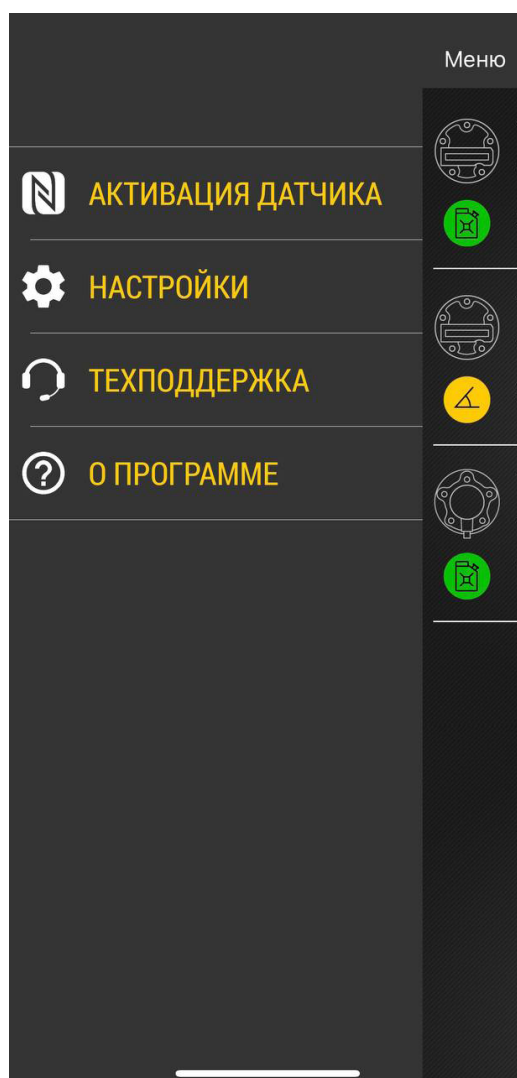 Меню
АКТИВАЦИЯ ДАТЧИКА
НАСТРОЙКИ
ТЕХПОДДЕРЖКА
О ПРОГРАММЕ